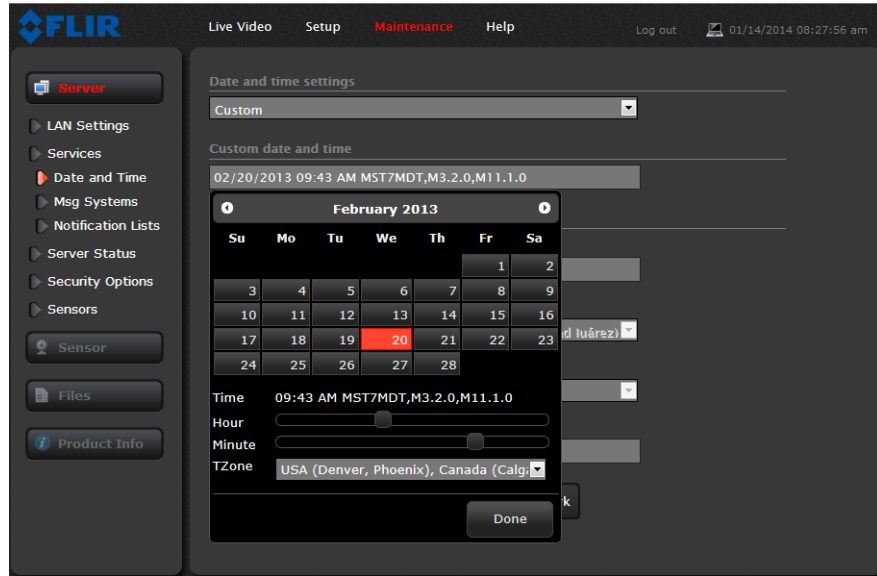 FLIR
Live Video Setup Maintenance Help
Log out 01/14/2014 08:27:56 am
Server
LAN Settings
Services
Date and Time
Msg Systems
Notification Lists
Server Status
Security Options
Sensors
Sensor
Files
Product Info
Date and time settings
Custom
Custom date and time
02/20/2013 09:43 AM MST7MDT,M3.2.0,M11.1.0
February 2013
Su Mo Tu We Th Fr Sa
1 2
3 4 5 6 7 8 9
10 11 12 13 14 15 16
17 18 19 20 21 22 23
24 25 26 27 28
Time 09:43 AM MST7MDT,M3.2.0,M11.1.0
Hour
Minute
TZone USA (Denver, Phoenix), Canada (Calga
Done